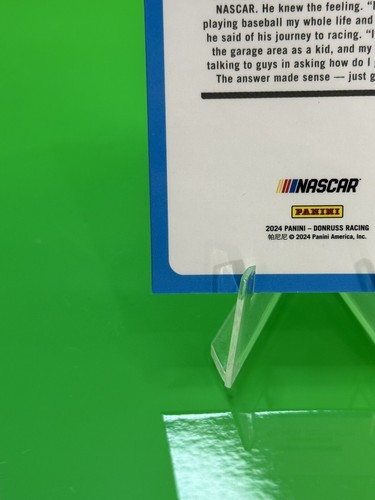 NASCAR. He knew the feeling. "I
playing baseball my whole life and
he said of his journey to racing. "I
the garage area as a kid, and my
talking to guys in asking how do I
The answer made sense — just g
NASCAR
PANINI
2024 PANINI – DONRUSS RACING
帕尼尼 © 2024 Panini America, Inc.